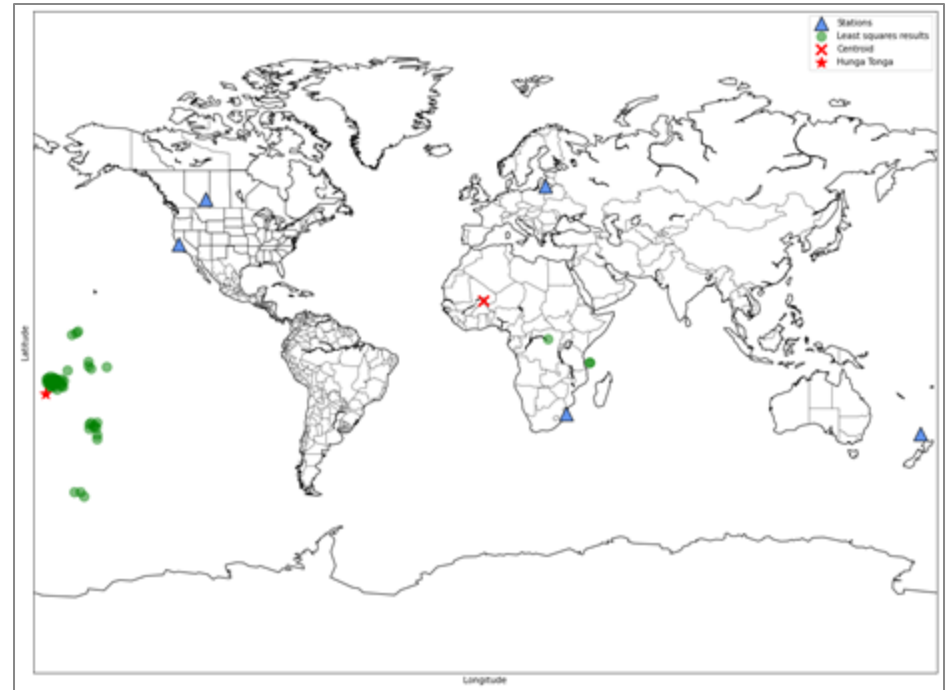 Stations
Least squares results
Centroid
Hunga Tonga
Latitude
Longitude